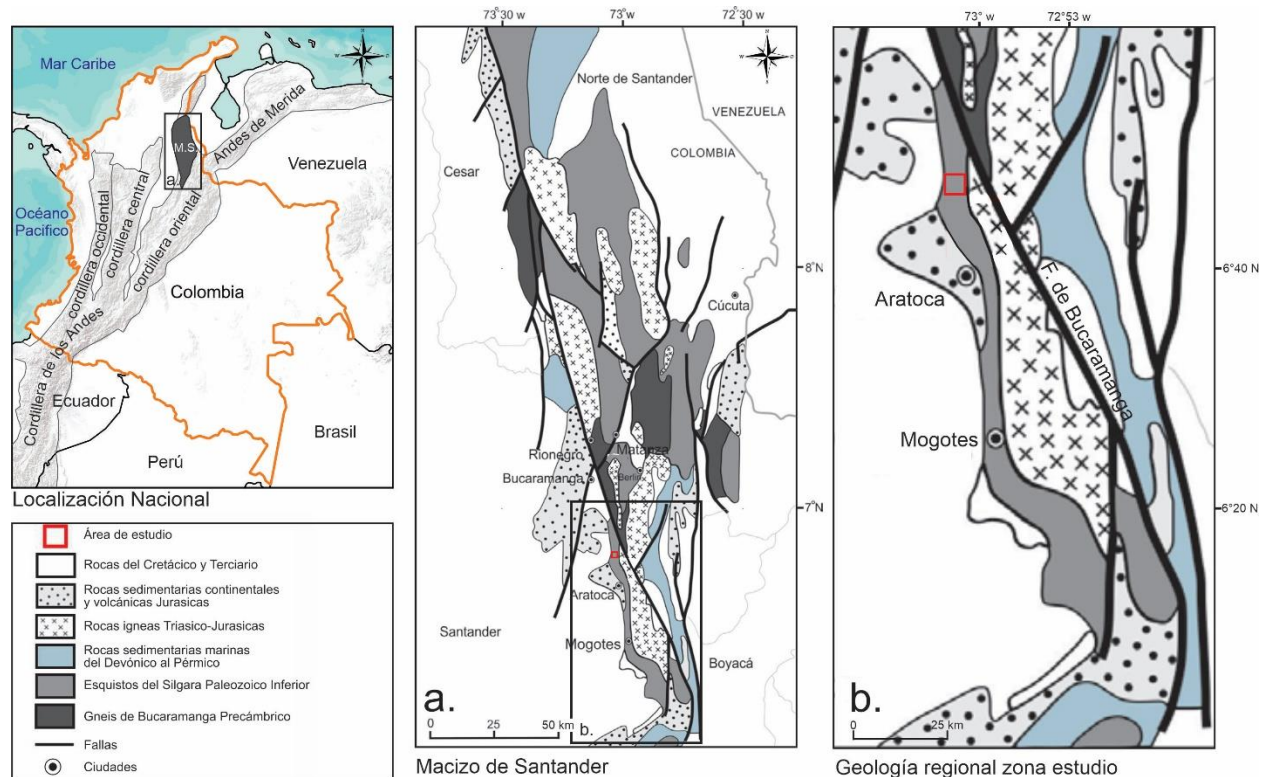 Mar Caribe
Andes de Merida
M.S.
a.
Venezuela
Océano
Pacifico
cordillera occidental
cordillera central
cordillera oriental
Colombia
Cordillera de los Andes
Ecuador
Brasil
Perú
Localización Nacional
Área de estudio
Rocas del Cretácico y Terciario
Rocas sedimentarias continentales
y volcánicas Jurasicas
Rocas igneas Triasico-Jurasicas
Rocas sedimentarias marinas
del Devónico al Pérmico
Esquistos del Silgara Paleozoico Inferior
Gneis de Bucaramanga Precámbrico
Fallas
Ciudades
73°30 W
73° W
72°30 W
N
Norte de Santander
VENEZUELA
COLOMBIA
Cesar
8°N
Cúcuta
Rionegro
Matanza
Bucaramanga
Berlin
7°N
Aratoca
Santander
Mogotes
Boyacá
a.
0 25 50 km
b.
Macizo de Santander
73° W
72°53 W
N
6°40 N
Aratoca
F. de Bucaramanga
Mogotes
6°20 N
b.
0 25 km
Geología regional zona estudio